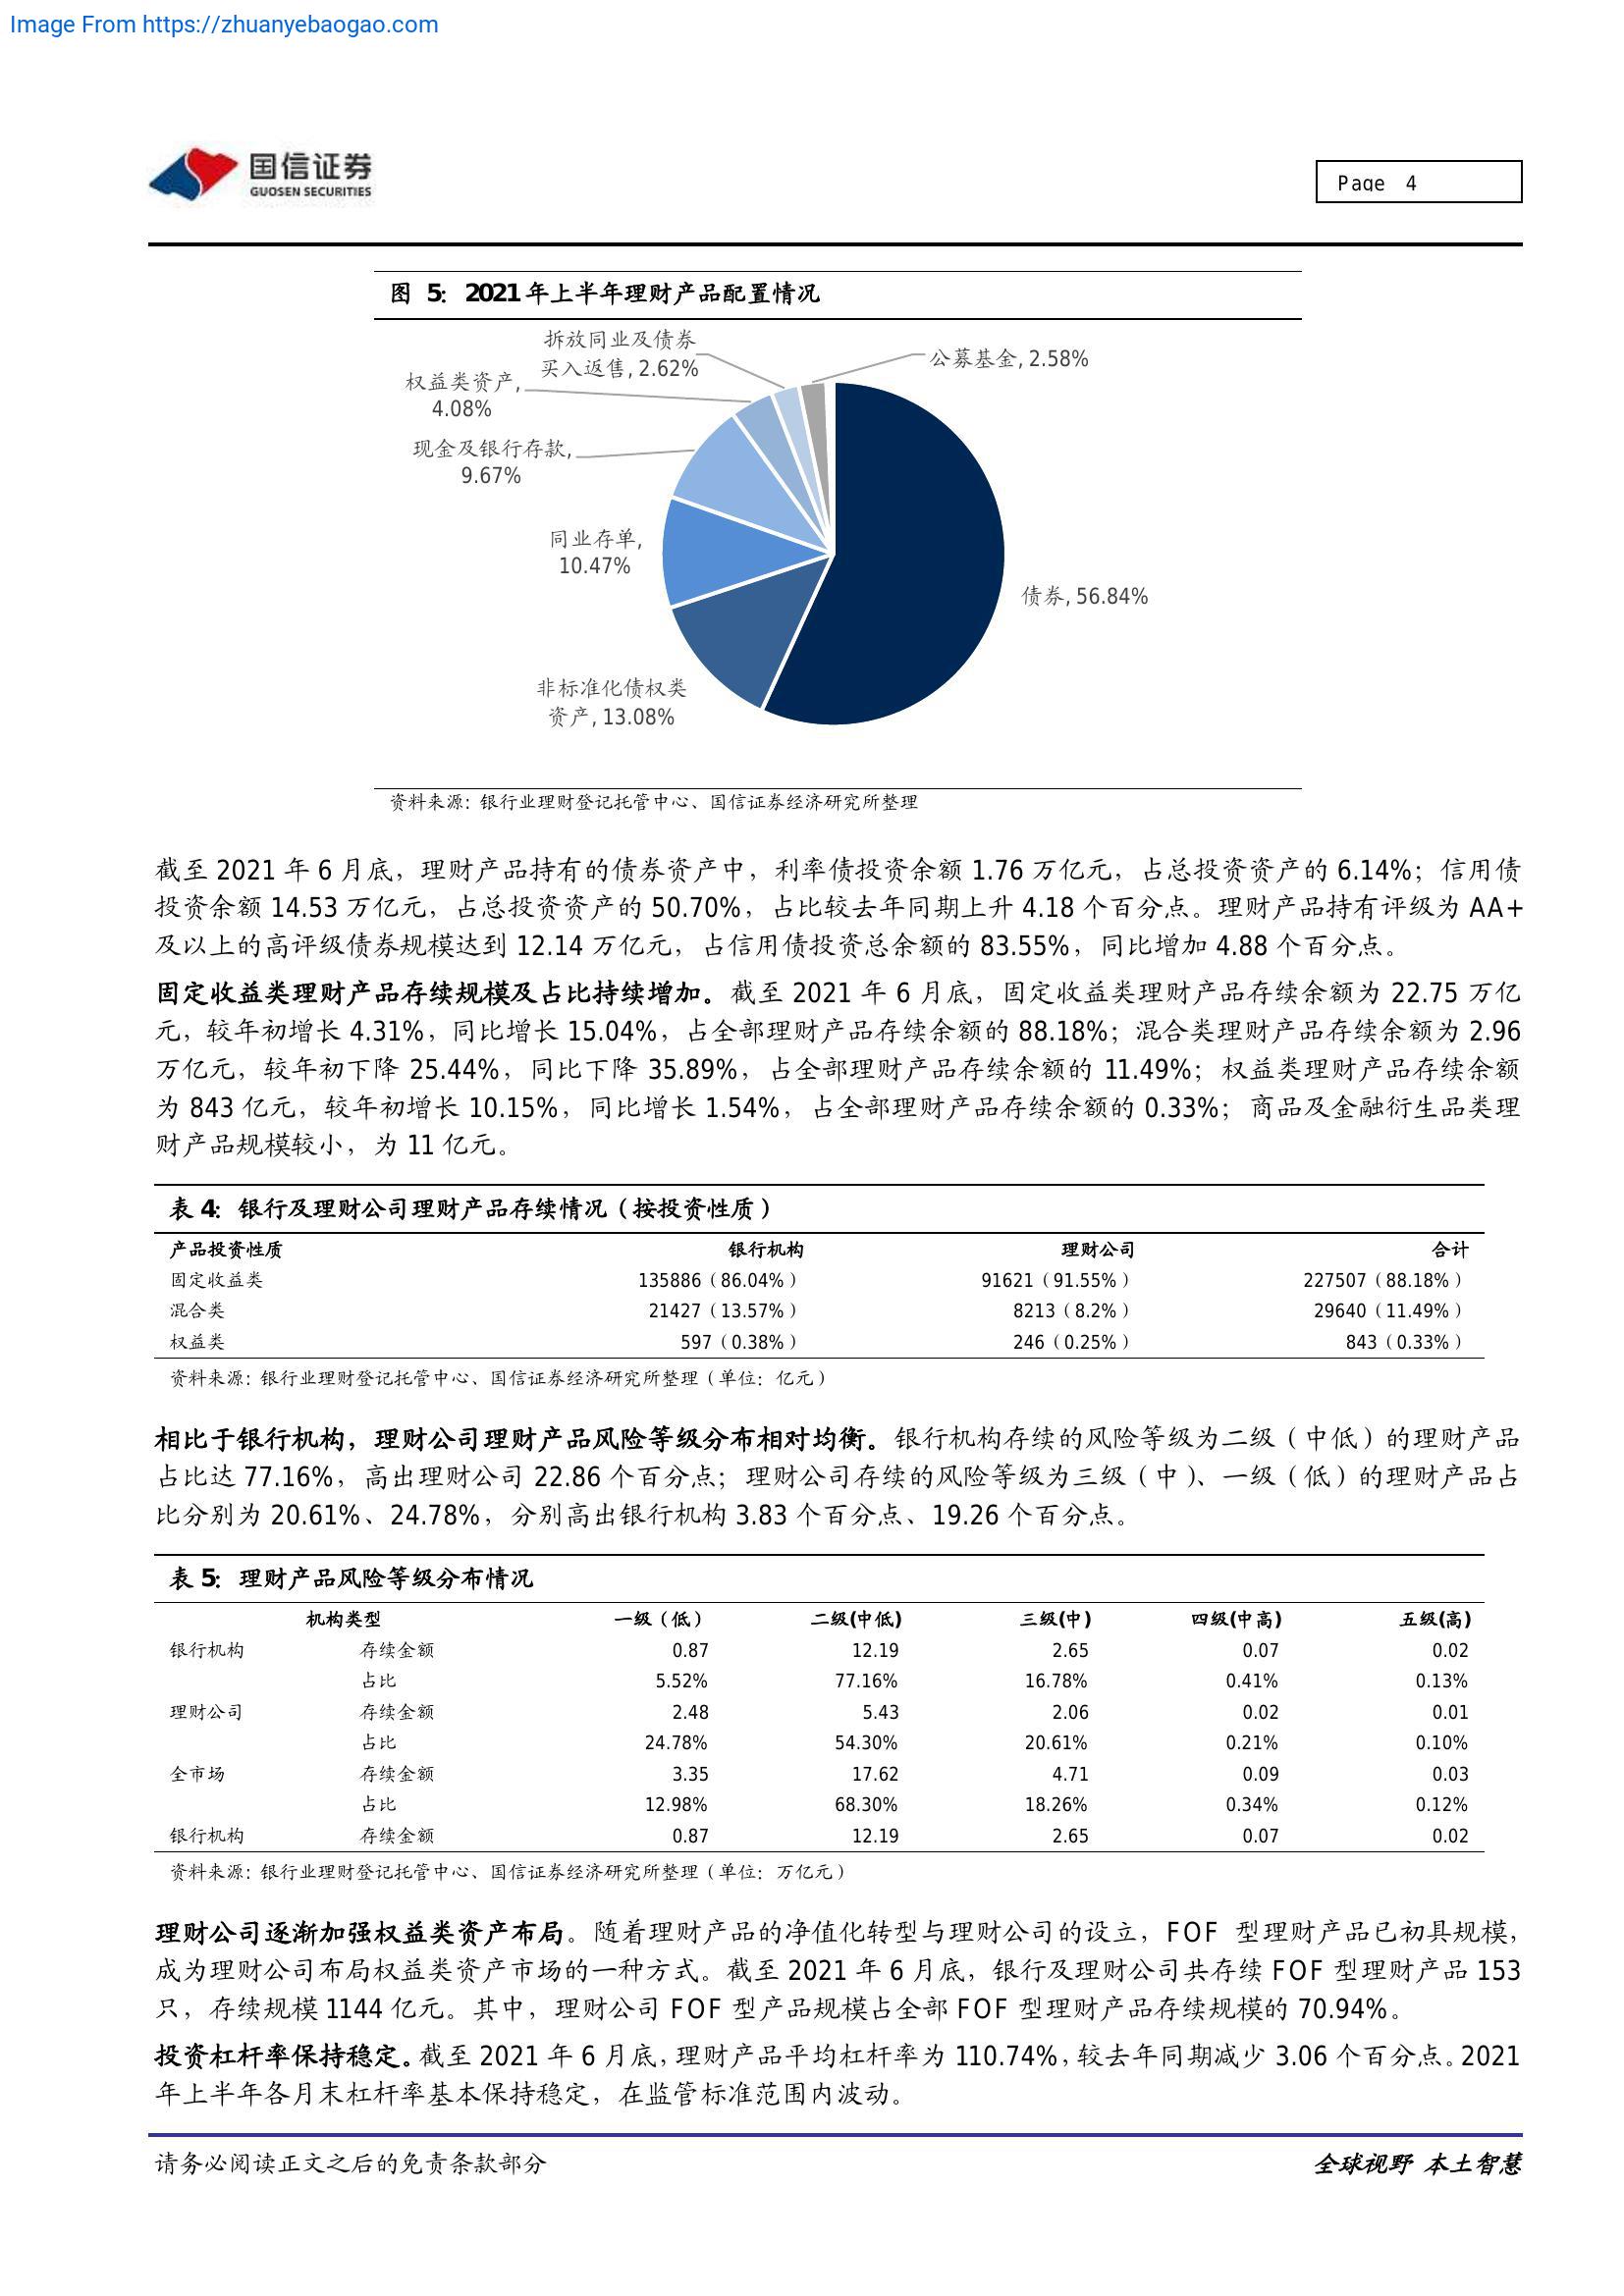 Image From https://zhuanyebaogao.com
国信证券
GUOSEN SECURITIES
Page 4
图 5：2021 年上半年理财产品配置情况
拆放同业及债券
买入返售, 2.62%
公募基金, 2.58%
权益类资产,
4.08%
现金及银行存款,
9.67%
同业存单,
10.47%
债券, 56.84%
非标准化债权类
资产, 13.08%
资料来源：银行业理财登记托管中心、国信证券经济研究所整理
截至 2021 年 6 月底，理财产品持有的债券资产中，利率债投资余额 1.76 万亿元，占总投资资产的 6.14%；信用债
投资余额 14.53 万亿元，占总投资资产的 50.70%，占比较去年同期上升 4.18 个百分点。理财产品持有评级为 AA+
及以上的高评级债券规模达到 12.14 万亿元，占信用债投资总余额的 83.55%，同比增加 4.88 个百分点。
固定收益类理财产品存续规模及占比持续增加。截至 2021 年 6 月底，固定收益类理财产品存续余额为 22.75 万亿
元，较年初增长 4.31%，同比增长 15.04%，占全部理财产品存续余额的 88.18%；混合类理财产品存续余额为 2.96
万亿元，较年初下降 25.44%，同比下降 35.89%，占全部理财产品存续余额的 11.49%；权益类理财产品存续余额
为 843 亿元，较年初增长 10.15%，同比增长 1.54%，占全部理财产品存续余额的 0.33%；商品及金融衍生品类理
财产品规模较小，为 11 亿元。
表 4：银行及理财公司理财产品存续情况（按投资性质）
产品投资性质 银行机构 理财公司 合计
固定收益类 135886（86.04%） 91621（91.55%） 227507（88.18%）
混合类 21427（13.57%） 8213（8.2%） 29640（11.49%）
权益类 597（0.38%） 246（0.25%） 843（0.33%）
资料来源：银行业理财登记托管中心、国信证券经济研究所整理（单位：亿元）
相比于银行机构，理财公司理财产品风险等级分布相对均衡。银行机构存续的风险等级为二级（中低）的理财产品
占比达 77.16%，高出理财公司 22.86 个百分点；理财公司存续的风险等级为三级（中）、一级（低）的理财产品占
比分别为 20.61%、24.78%，分别高出银行机构 3.83 个百分点、19.26 个百分点。
表 5：理财产品风险等级分布情况
机构类型 一级（低） 二级(中低) 三级(中) 四级(中高) 五级(高)
银行机构 存续金额 0.87 12.19 2.65 0.07 0.02
占比 5.52% 77.16% 16.78% 0.41% 0.13%
理财公司 存续金额 2.48 5.43 2.06 0.02 0.01
占比 24.78% 54.30% 20.61% 0.21% 0.10%
全市场 存续金额 3.35 17.62 4.71 0.09 0.03
占比 12.98% 68.30% 18.26% 0.34% 0.12%
银行机构 存续金额 0.87 12.19 2.65 0.07 0.02
资料来源：银行业理财登记托管中心、国信证券经济研究所整理（单位：万亿元）
理财公司逐渐加强权益类资产布局。随着理财产品的净值化转型与理财公司的设立，FOF 型理财产品已初具规模，
成为理财公司布局权益类资产市场的一种方式。截至 2021 年 6 月底，银行及理财公司共存续 FOF 型理财产品 153
只，存续规模 1144 亿元。其中，理财公司 FOF 型产品规模占全部 FOF 型理财产品存续规模的 70.94%。
投资杠杆率保持稳定。截至 2021 年 6 月底，理财产品平均杠杆率为 110.74%，较去年同期减少 3.06 个百分点。2021
年上半年各月末杠杆率基本保持稳定，在监管标准范围内波动。
请务必阅读正文之后的免责条款部分
全球视野 本土智慧